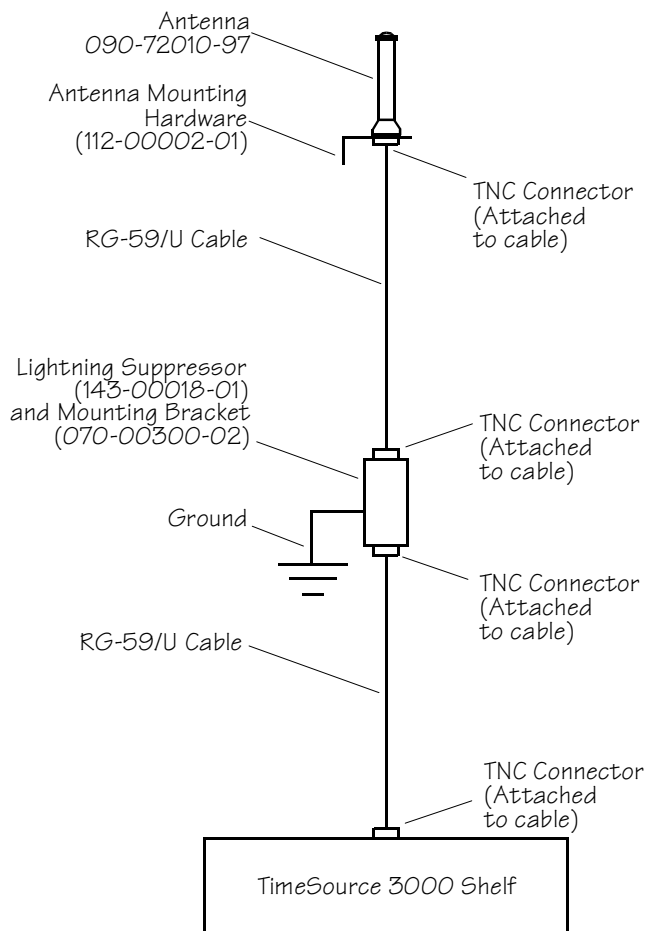 Antenna
090-72010-97
Antenna Mounting
Hardware
(112-00002-01)
TNC Connector
(Attached
to cable)
RG-59/U Cable
Lightning Suppressor
(143-00018-01)
and Mounting Bracket
(070-00300-02)
TNC Connector
(Attached
to cable)
Ground
TNC Connector
(Attached
to cable)
RG-59/U Cable
TNC Connector
(Attached
to cable)
TimeSource 3000 Shelf